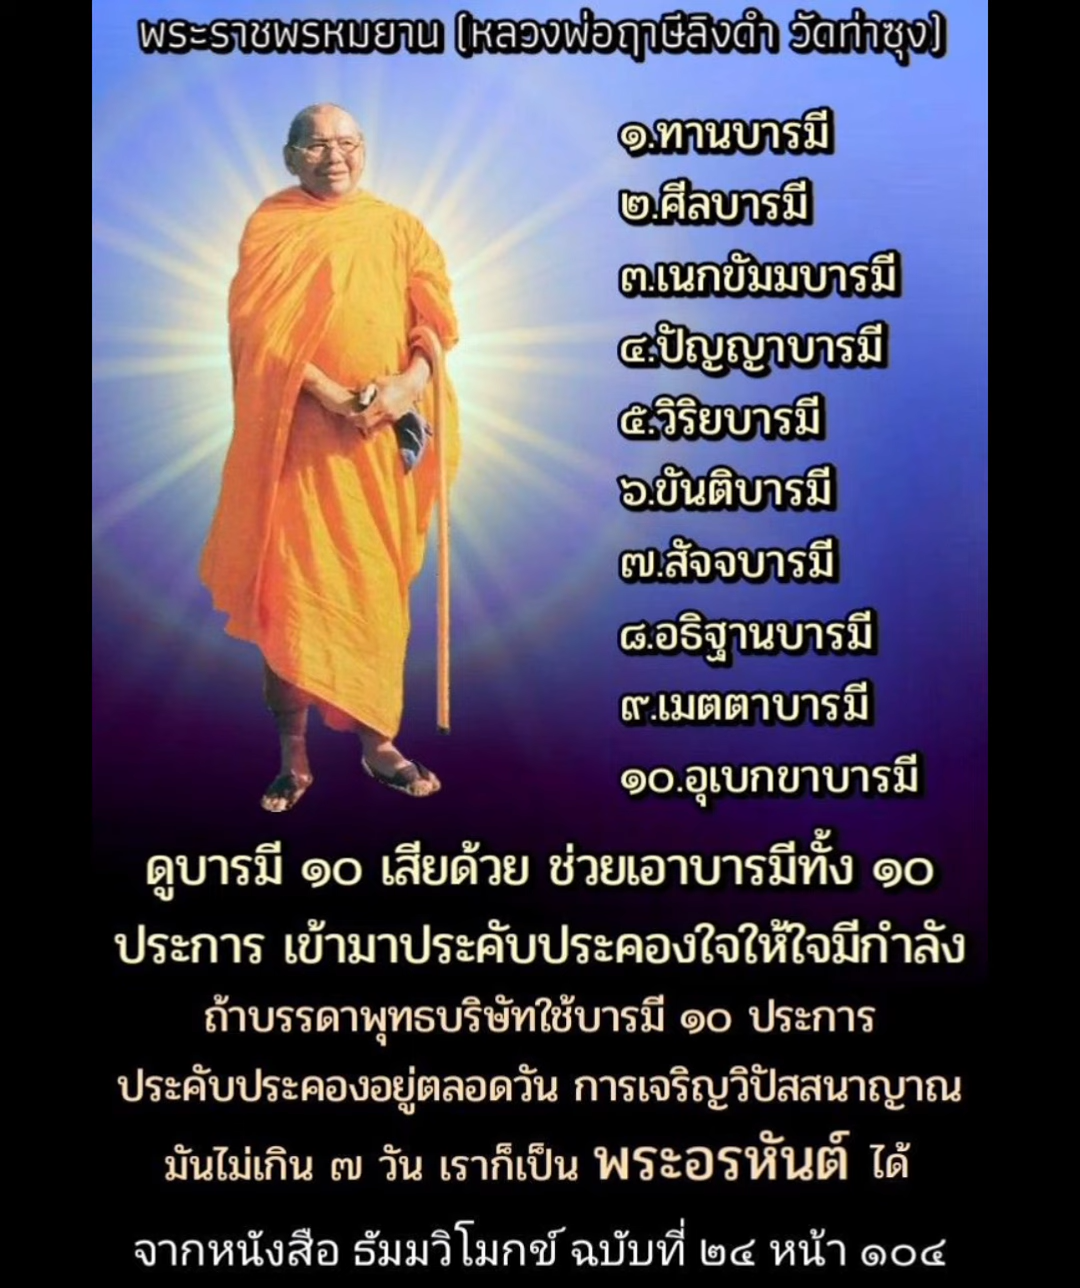 พระราชพรหมยาน (หลวงพ่อฤาษีลิงดำ วัดท่าซุง)
๑.ทานบารมี
๒.ศีลบารมี
๓.เนกขัมมบารมี
๔.ปัญญาบารมี
๕.วิริยบารมี
๖.ขันติบารมี
๗.สัจจบารมี
๘.อธิฐานบารมี
๙.เมตตาบารมี
๑๐.อุเบกขาบารมี
ดูบารมี ๑๐ เสียด้วย ช่วยเอาบารมีทั้ง ๑๐
ประการ เข้ามาประคับประคองใจให้ใจมีกำลัง
ถ้าบรรดาพุทธบริษัทใช้บารมี ๑๐ ประการ
ประคับประคองอยู่ตลอดวัน การเจริญวิปัสสนาญาณ
มันไม่เกิน ๗ วัน เราก็เป็น พระอรหันต์ ได้
จากหนังสือ ธัมมวิโมกข์ ฉบับที่ ๒๔ หน้า ๑๐๔